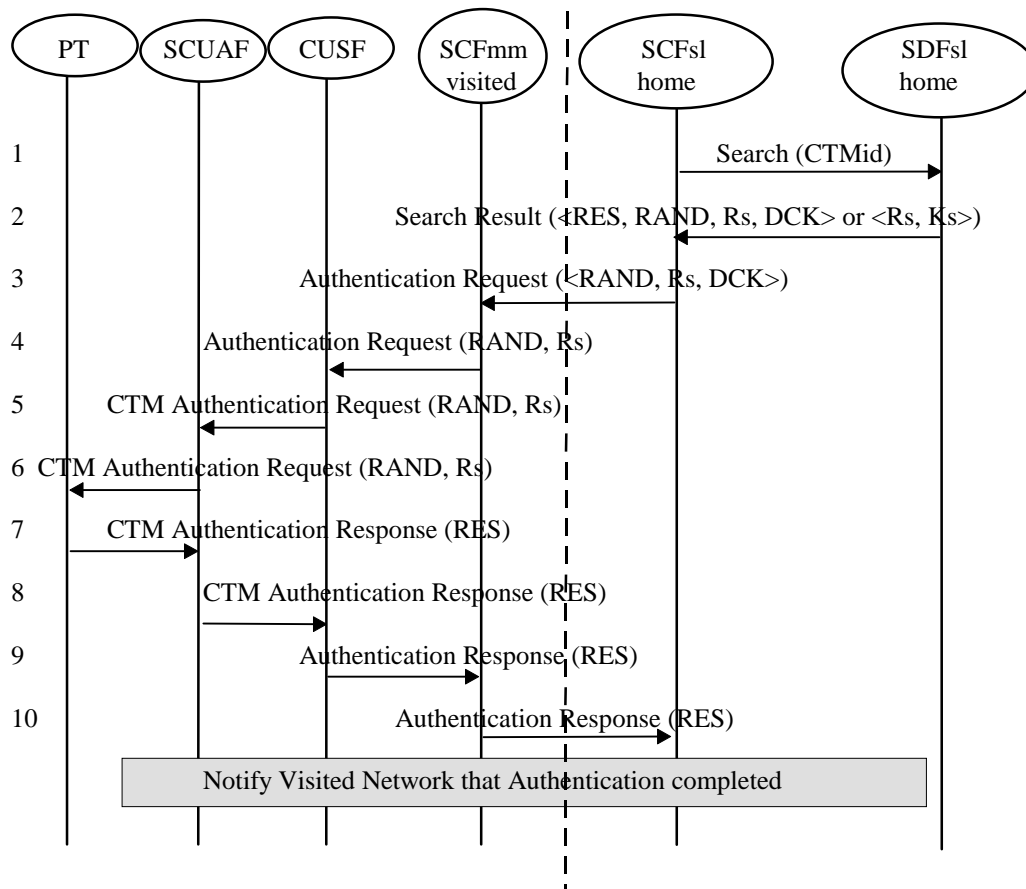 PT
SCUAF
CUSF
SCFmm
visited
SCFsl
home
SDFsl
home
1
Search (CTMid)
2
Search Result (<RES, RAND, Rs, DCK> or <Rs, Ks>)
3
Authentication Request (<RAND, Rs, DCK>)
4
Authentication Request (RAND, Rs)
5
CTM Authentication Request (RAND, Rs)
6
CTM Authentication Request (RAND, Rs)
7
CTM Authentication Response (RES)
8
CTM Authentication Response (RES)
9
Authentication Response (RES)
10
Authentication Response (RES)
Notify Visited Network that Authentication completed